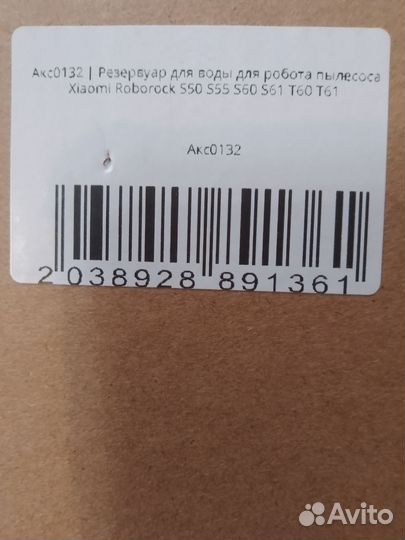 Акс0132 | Резервуар для воды для робота пылесоса
Xiaomi Roborock S50 S55 S60 S61 T60 T61
Акс0132
2 038928 891361
Avito